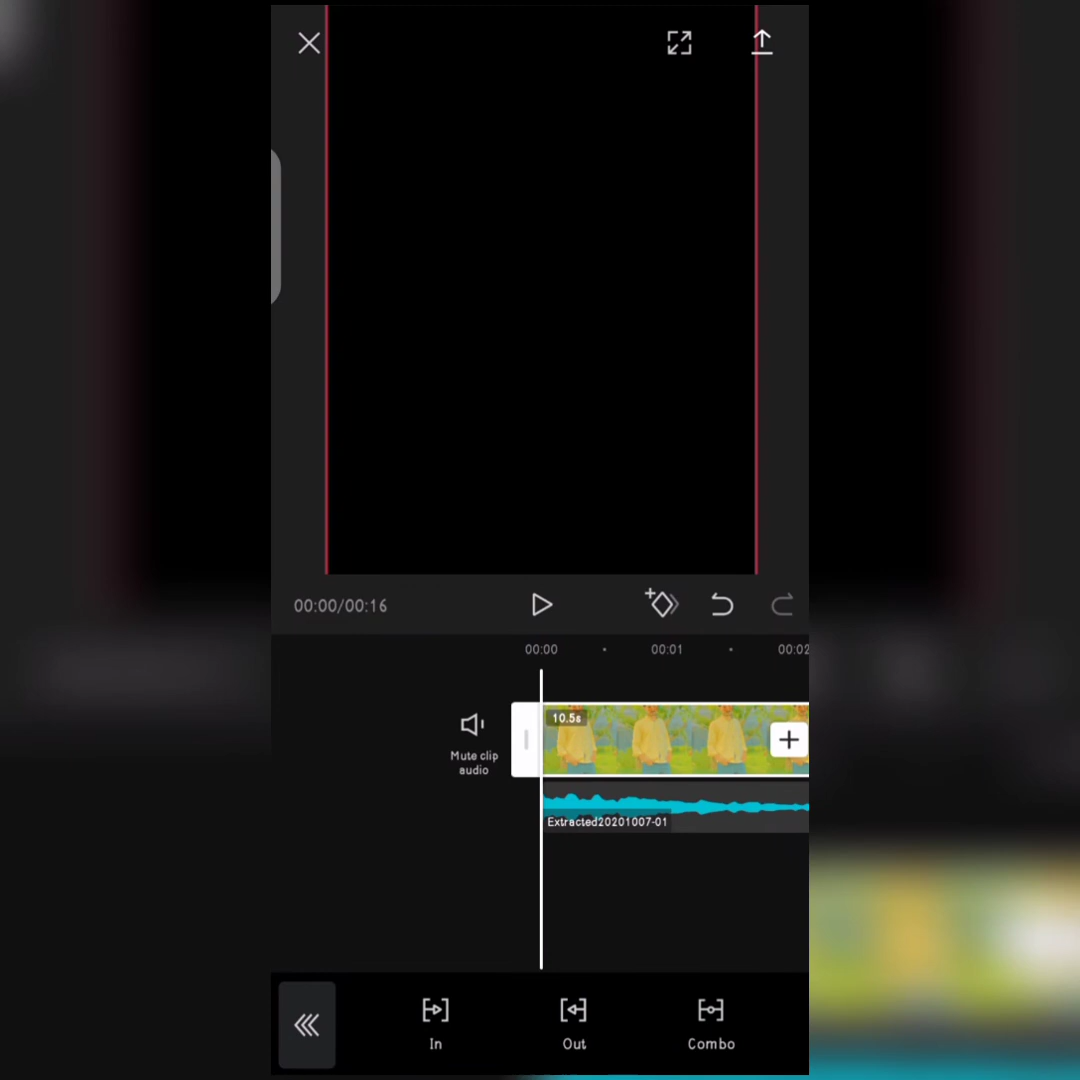 00:00/00:16
00:00 00:01 00:02
10.5s
Mute clip
audio
Extracted20201007-01
In Out Combo